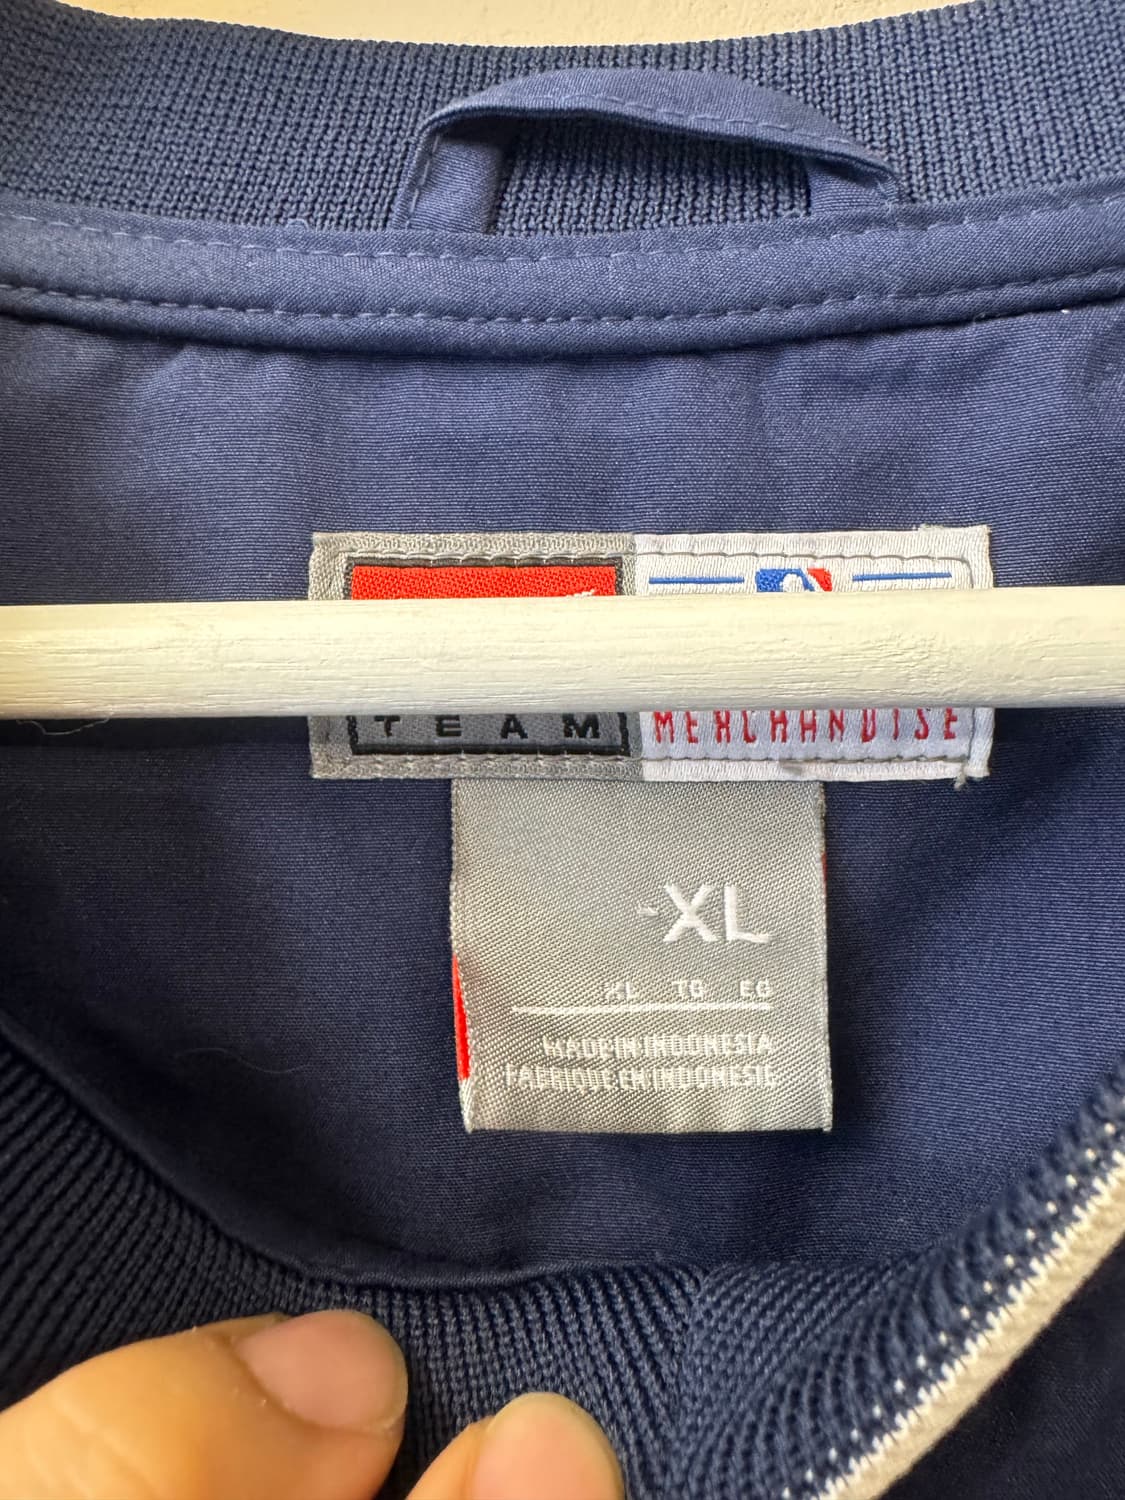 TEAM
MERCHANDISE
XL
XL TG EG
MADE IN INDONESIA
FABRIQUE EN INDONESIE